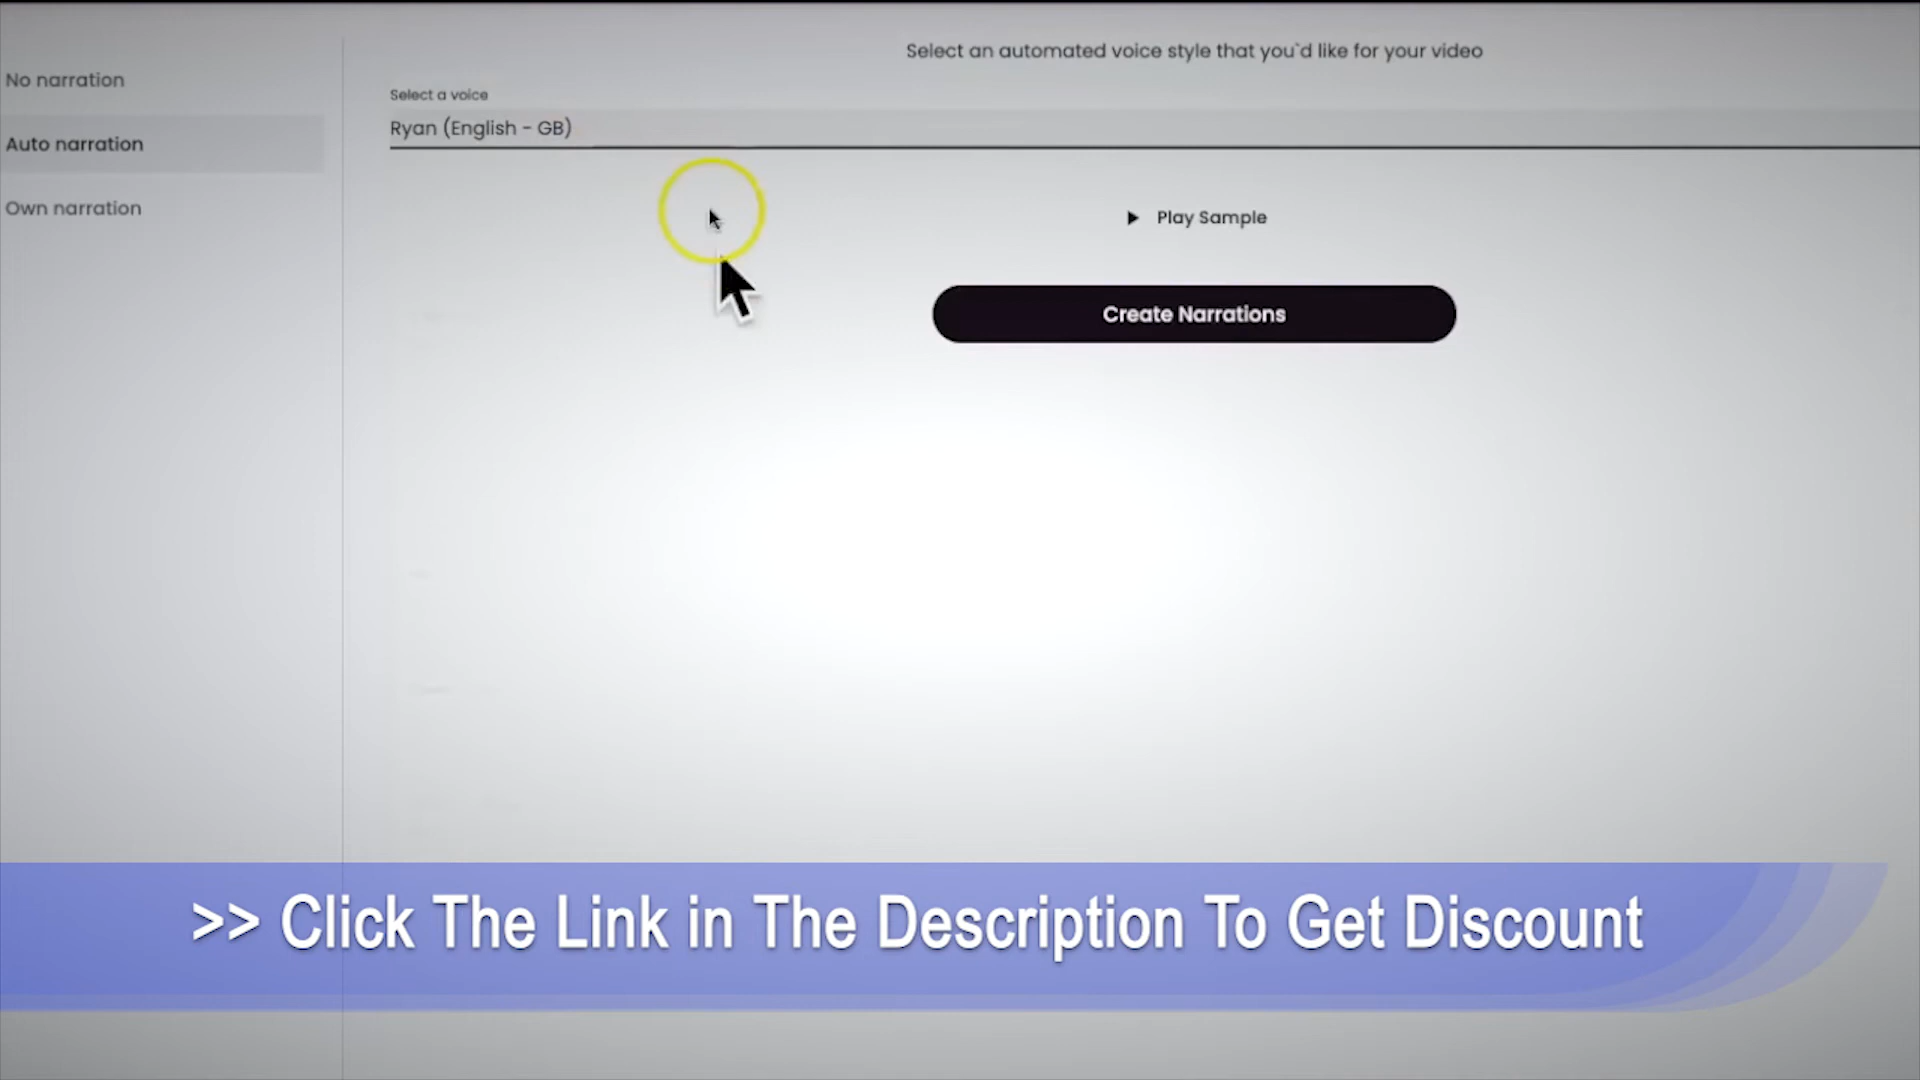 Select an automated voice style that you`d like for your video
No narration
Select a voice
Ryan (English - GB)
Auto narration
Own narration
Play Sample
Create Narrations
>> Click The Link in The Description To Get Discount